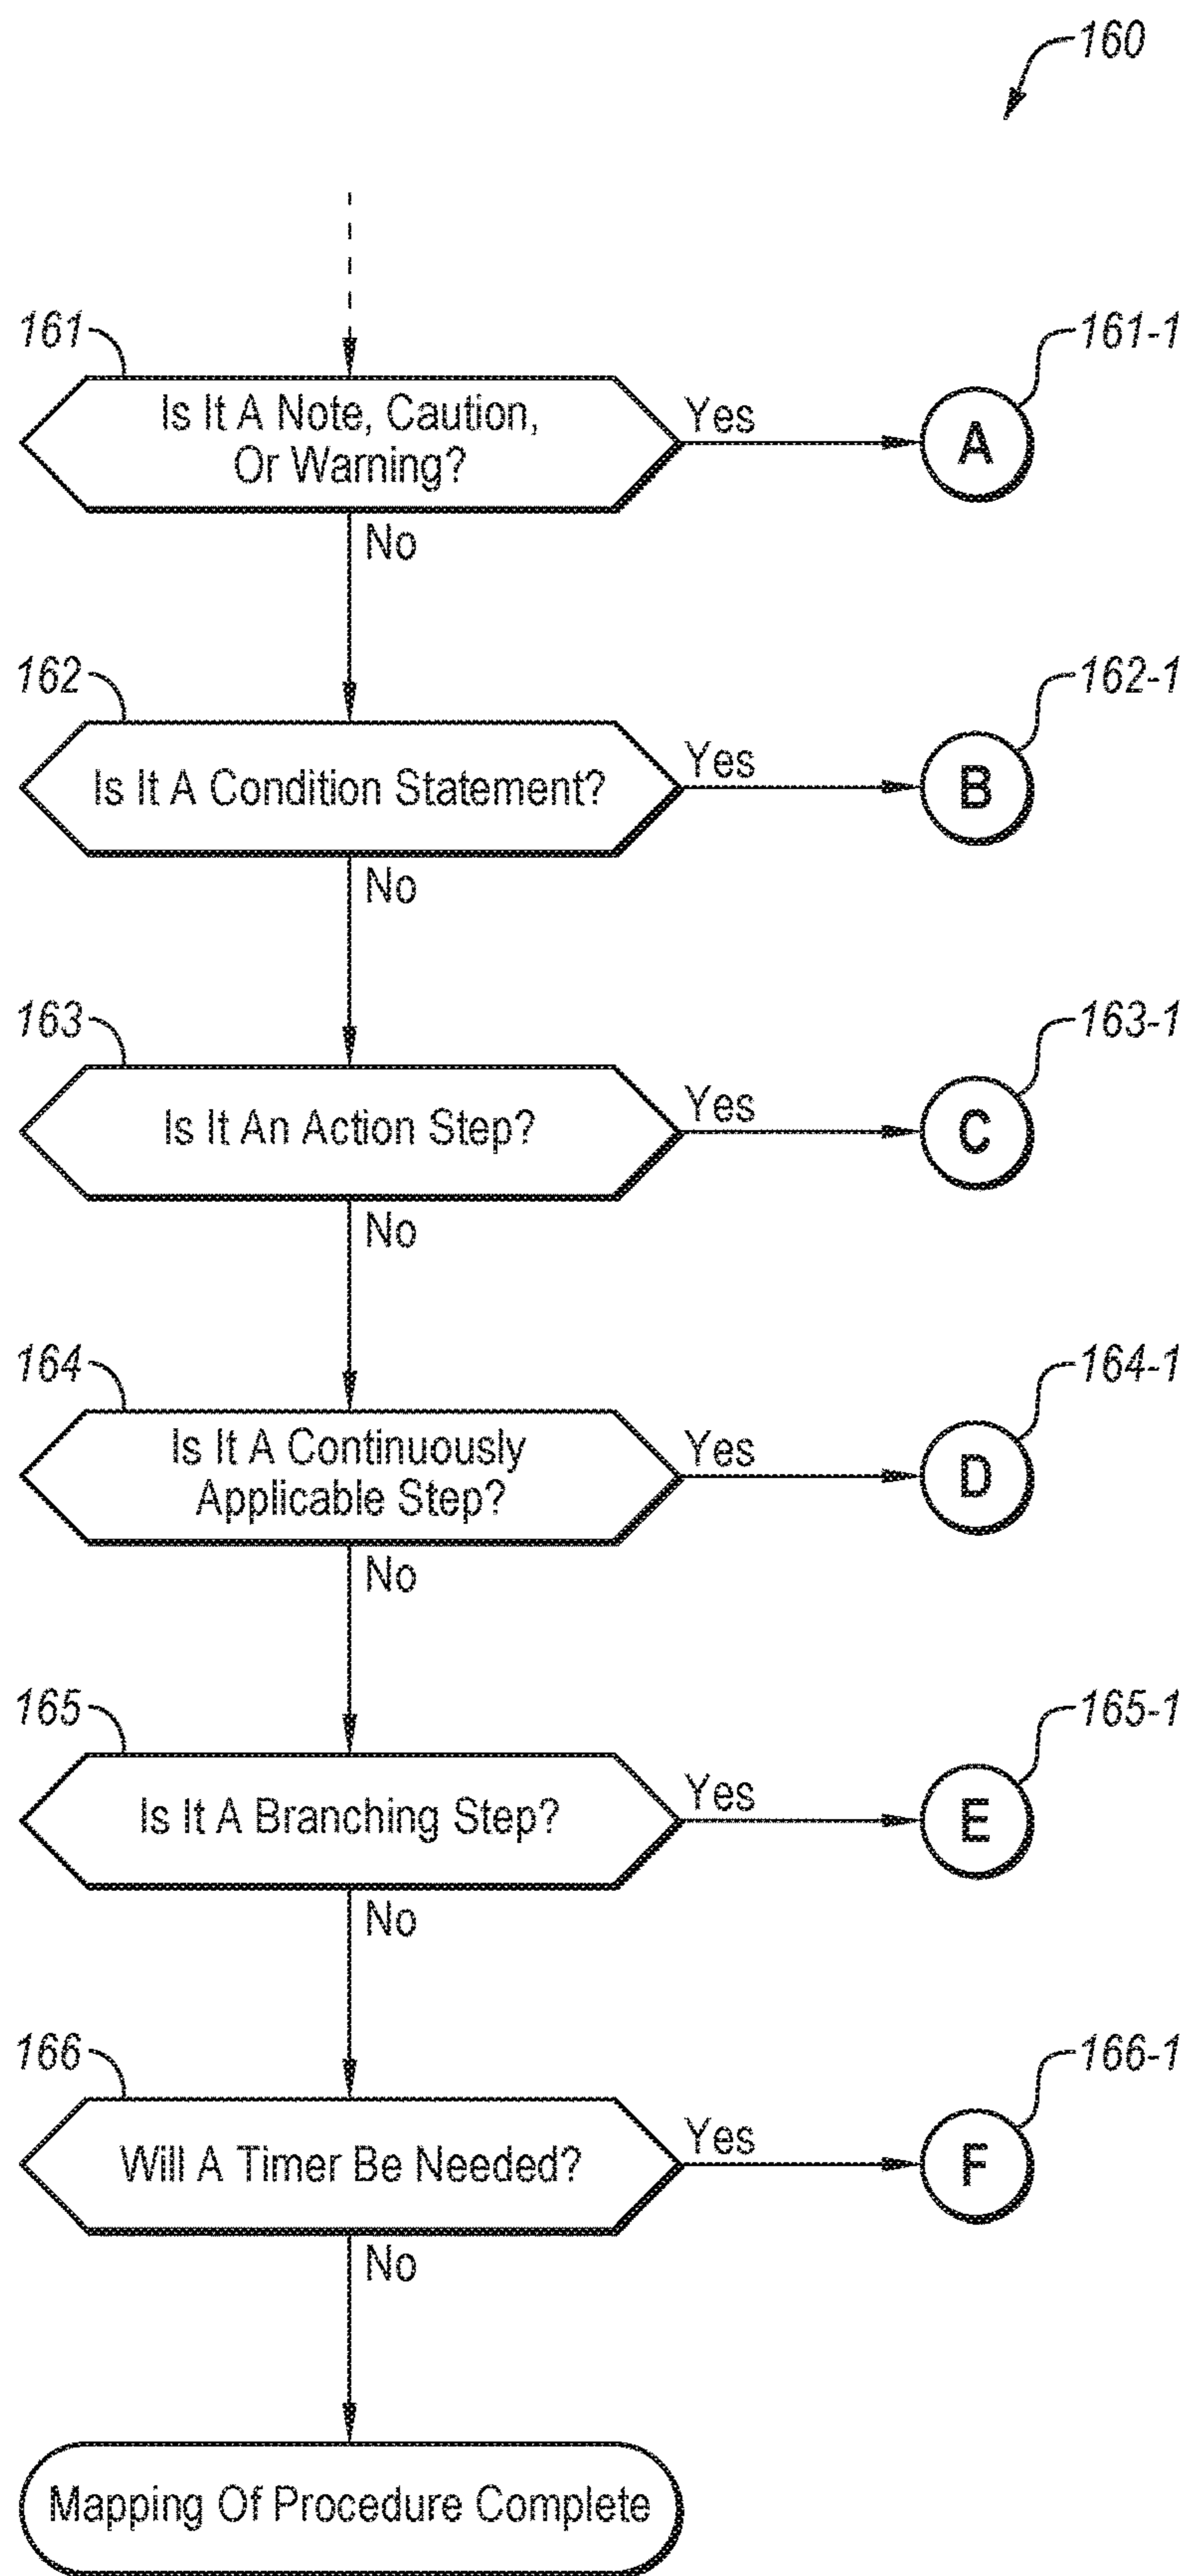 160
161
Is It A Note, Caution,
Or Warning?
Yes
161-1
A
No
162
Is It A Condition Statement?
Yes
162-1
B
No
163
Is It An Action Step?
Yes
163-1
C
No
164
Is It A Continuously
Applicable Step?
Yes
164-1
D
No
165
Is It A Branching Step?
Yes
165-1
E
No
166
Will A Timer Be Needed?
Yes
166-1
F
No
Mapping Of Procedure Complete